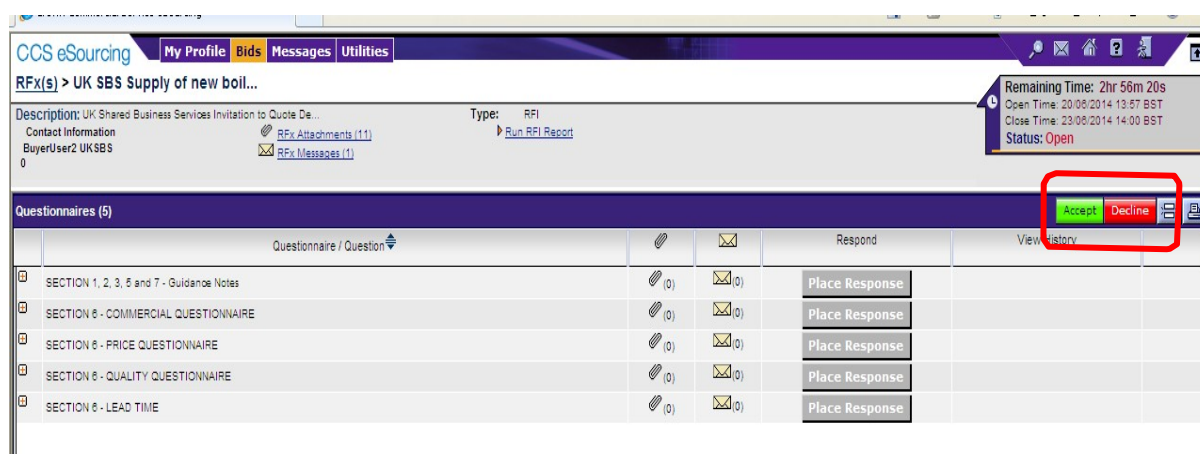 CCS eSourcing My Profile Bids Messages Utilities
RFx(s) > UK SBS Supply of new boil...
Remaining Time: 2hr 56m 20s
Open Time: 20/06/2014 13:57 BST
Close Time: 23/06/2014 14:00 BST
Status: Open
Description: UK Shared Business Services Invitation to Quote De...
Type: RFI
Contact Information
RFx Attachments (11)
Run RFI Report
BuyerUser2 UKSBS
RFx Messages (1)
0
Questionnaires (5)
Accept Decline
Questionnaire / Question Respond View History
SECTION 1, 2, 3, 5 and 7 - Guidance Notes (0) (0) Place Response
SECTION 6 - COMMERCIAL QUESTIONNAIRE (0) (0) Place Response
SECTION 6 - PRICE QUESTIONNAIRE (0) (0) Place Response
SECTION 6 - QUALITY QUESTIONNAIRE (0) (0) Place Response
SECTION 6 - LEAD TIME (0) (0) Place Response